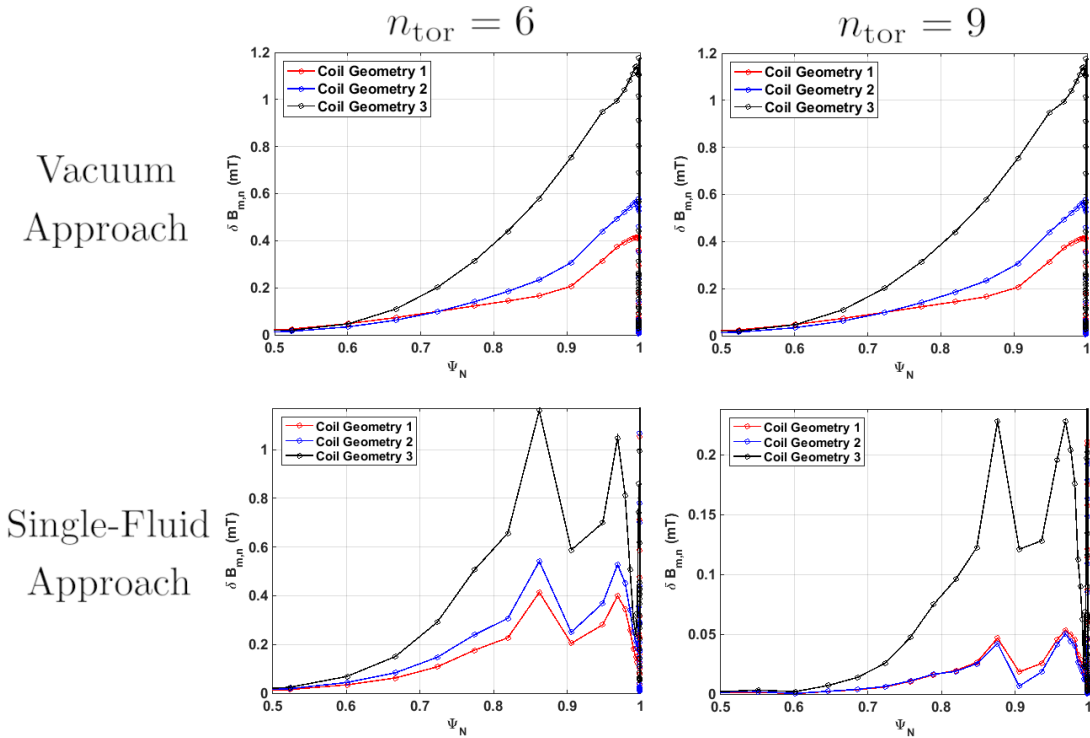 n_tor = 6
n_tor = 9
Vacuum
Approach
Single-Fluid
Approach
1.2
1
0.8
0.6
0.4
0.2
0
δ B_m,n (mT)
Coil Geometry 1
Coil Geometry 2
Coil Geometry 3
0.5 0.6 0.7 0.8 0.9 1
Ψ_N
1.2
1
0.8
0.6
0.4
0.2
0
δ B_m,n (mT)
Coil Geometry 1
Coil Geometry 2
Coil Geometry 3
0.5 0.6 0.7 0.8 0.9 1
Ψ_N
1
0.8
0.6
0.4
0.2
0
δ B_m,n (mT)
Coil Geometry 1
Coil Geometry 2
Coil Geometry 3
0.5 0.6 0.7 0.8 0.9 1
Ψ_N
0.2
0.15
0.1
0.05
0
δ B_m,n (mT)
Coil Geometry 1
Coil Geometry 2
Coil Geometry 3
0.5 0.6 0.7 0.8 0.9 1
Ψ_N